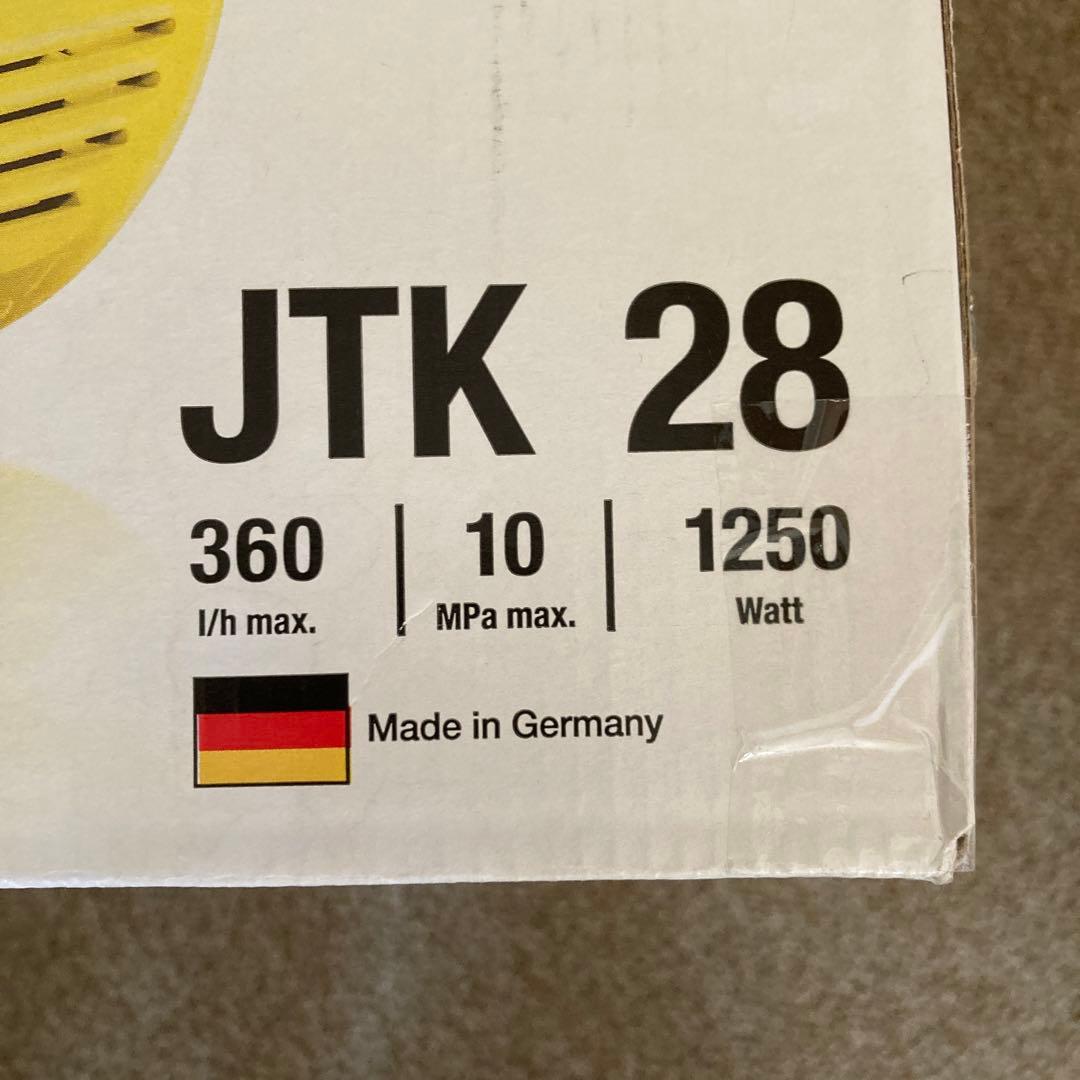 JTK 28
360 10 1250
l/h max. MPa max. Watt
Made in Germany